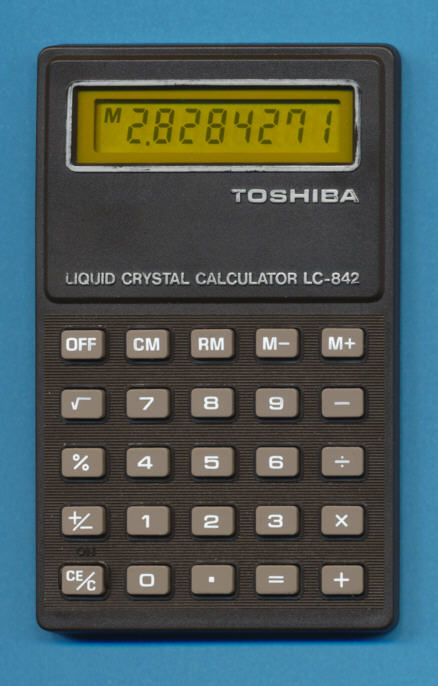 M 2.8284271
TOSHIBA
LIQUID CRYSTAL CALCULATOR LC-842
OFF CM RM M− M+
√ 7 8 9 −
% 4 5 6 ÷
+/− 1 2 3 ×
ON
CE/C 0 . = +